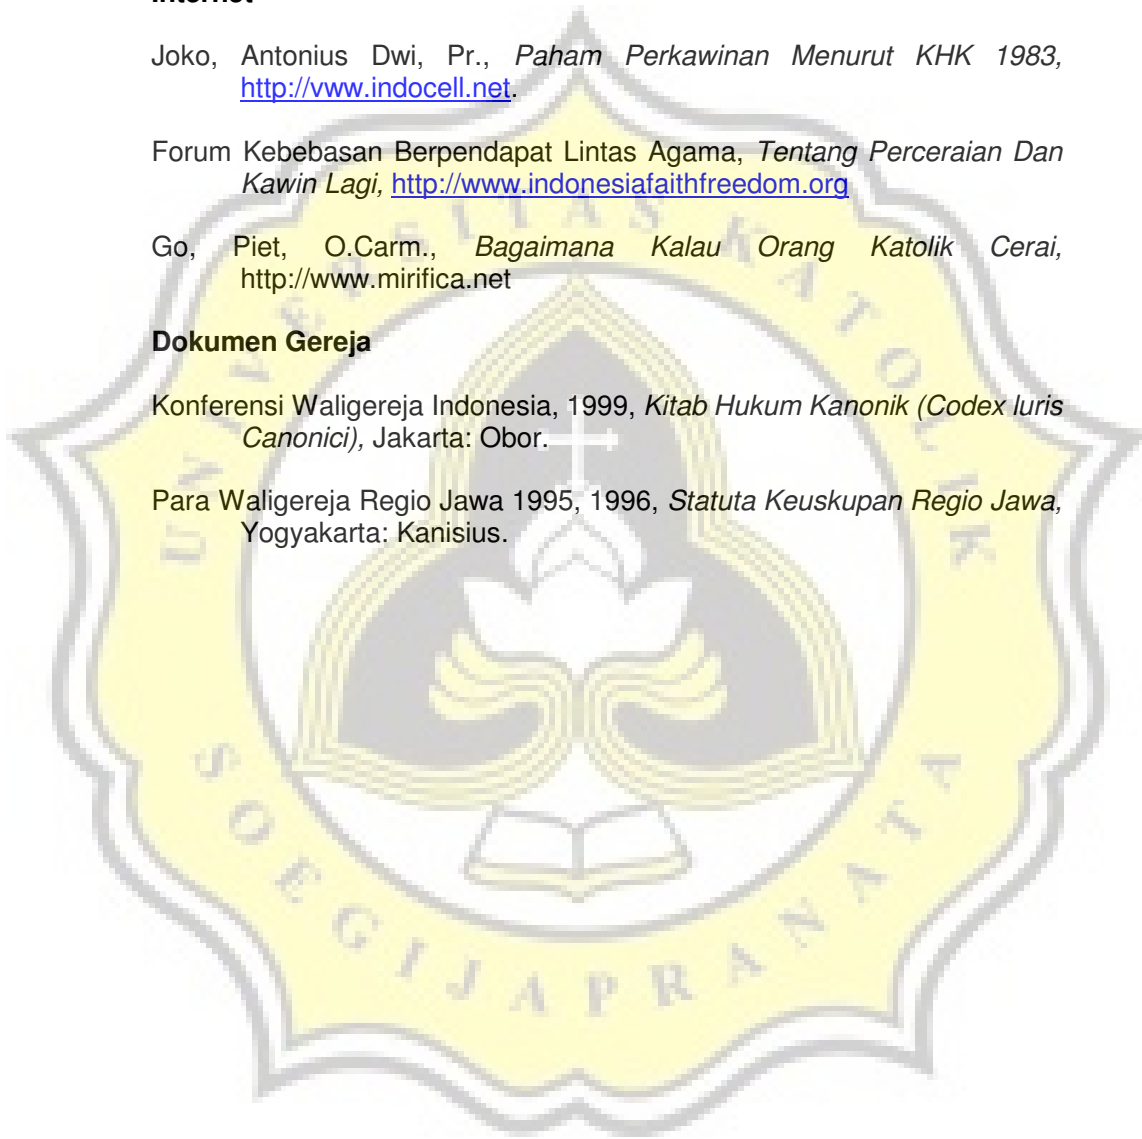 Internet
Joko, Antonius Dwi, Pr., Paham Perkawinan Menurut KHK 1983,
http://vww.indocell.net.
Forum Kebebasan Berpendapat Lintas Agama, Tentang Perceraian Dan
Kawin Lagi, http://www.indonesiafaithfreedom.org
Go, Piet, O.Carm., Bagaimana Kalau Orang Katolik Cerai,
http://www.mirifica.net
Dokumen Gereja
Konferensi Waligereja Indonesia, 1999, Kitab Hukum Kanonik (Codex Iuris
Canonici), Jakarta: Obor.
Para Waligereja Regio Jawa 1995, 1996, Statuta Keuskupan Regio Jawa,
Yogyakarta: Kanisius.
UNIVERSITAS KATOLIK
SOEGIJAPRANATA